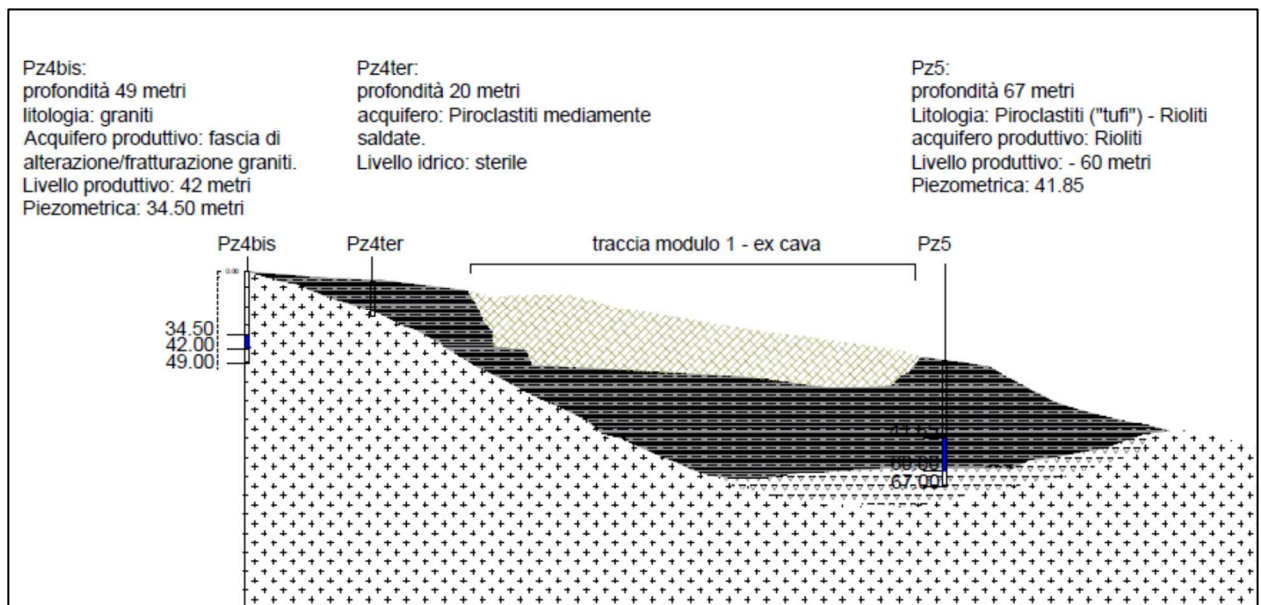 Pz4bis:
profondità 49 metri
litologia: graniti
Acquifero produttivo: fascia di
alterazione/fratturazione graniti.
Livello produttivo: 42 metri
Piezometrica: 34.50 metri
Pz4ter:
profondità 20 metri
acquifero: Piroclastiti mediamente
saldate.
Livello idrico: sterile
Pz5:
profondità 67 metri
Litologia: Piroclastiti ("tufi") - Rioliti
acquifero produttivo: Rioliti
Livello produttivo: - 60 metri
Piezometrica: 41.85
Pz4bis
Pz4ter
traccia modulo 1 - ex cava
Pz5
0.00
34.50
42.00
49.00
67.00